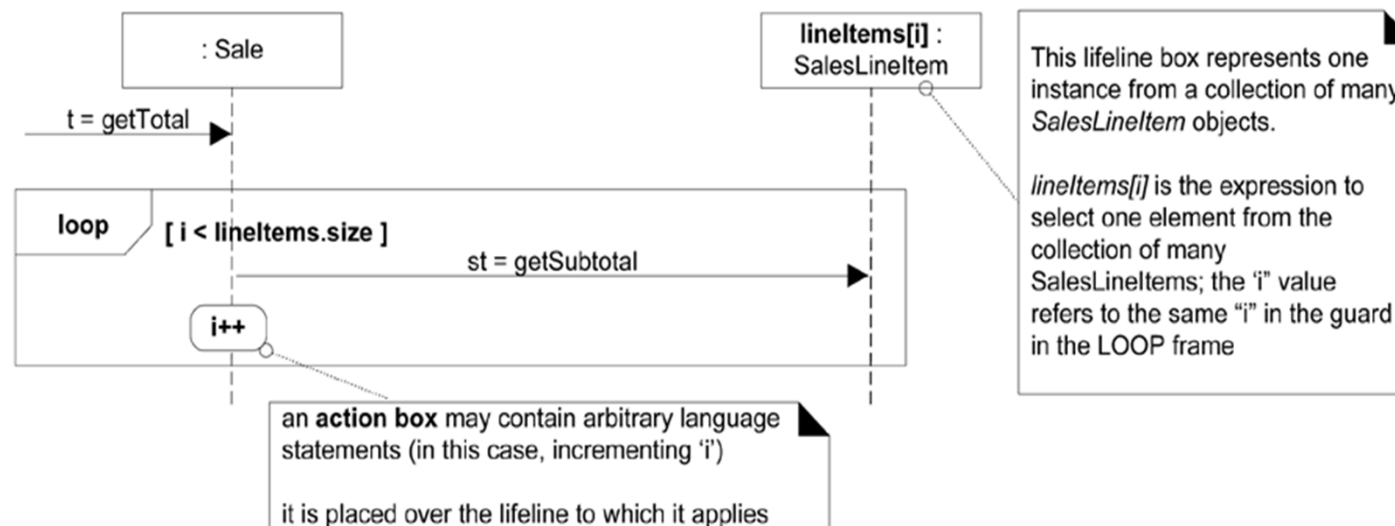 : Sale
lineItems[i] :
SalesLineItem
t = getTotal
loop
[ i < lineItems.size ]
st = getSubtotal
i++
an action box may contain arbitrary language
statements (in this case, incrementing ‘i’)
it is placed over the lifeline to which it applies
This lifeline box represents one
instance from a collection of many
SalesLineItem objects.
lineItems[i] is the expression to
select one element from the
collection of many
SalesLineItems; the ‘i” value
refers to the same “i” in the guard
in the LOOP frame